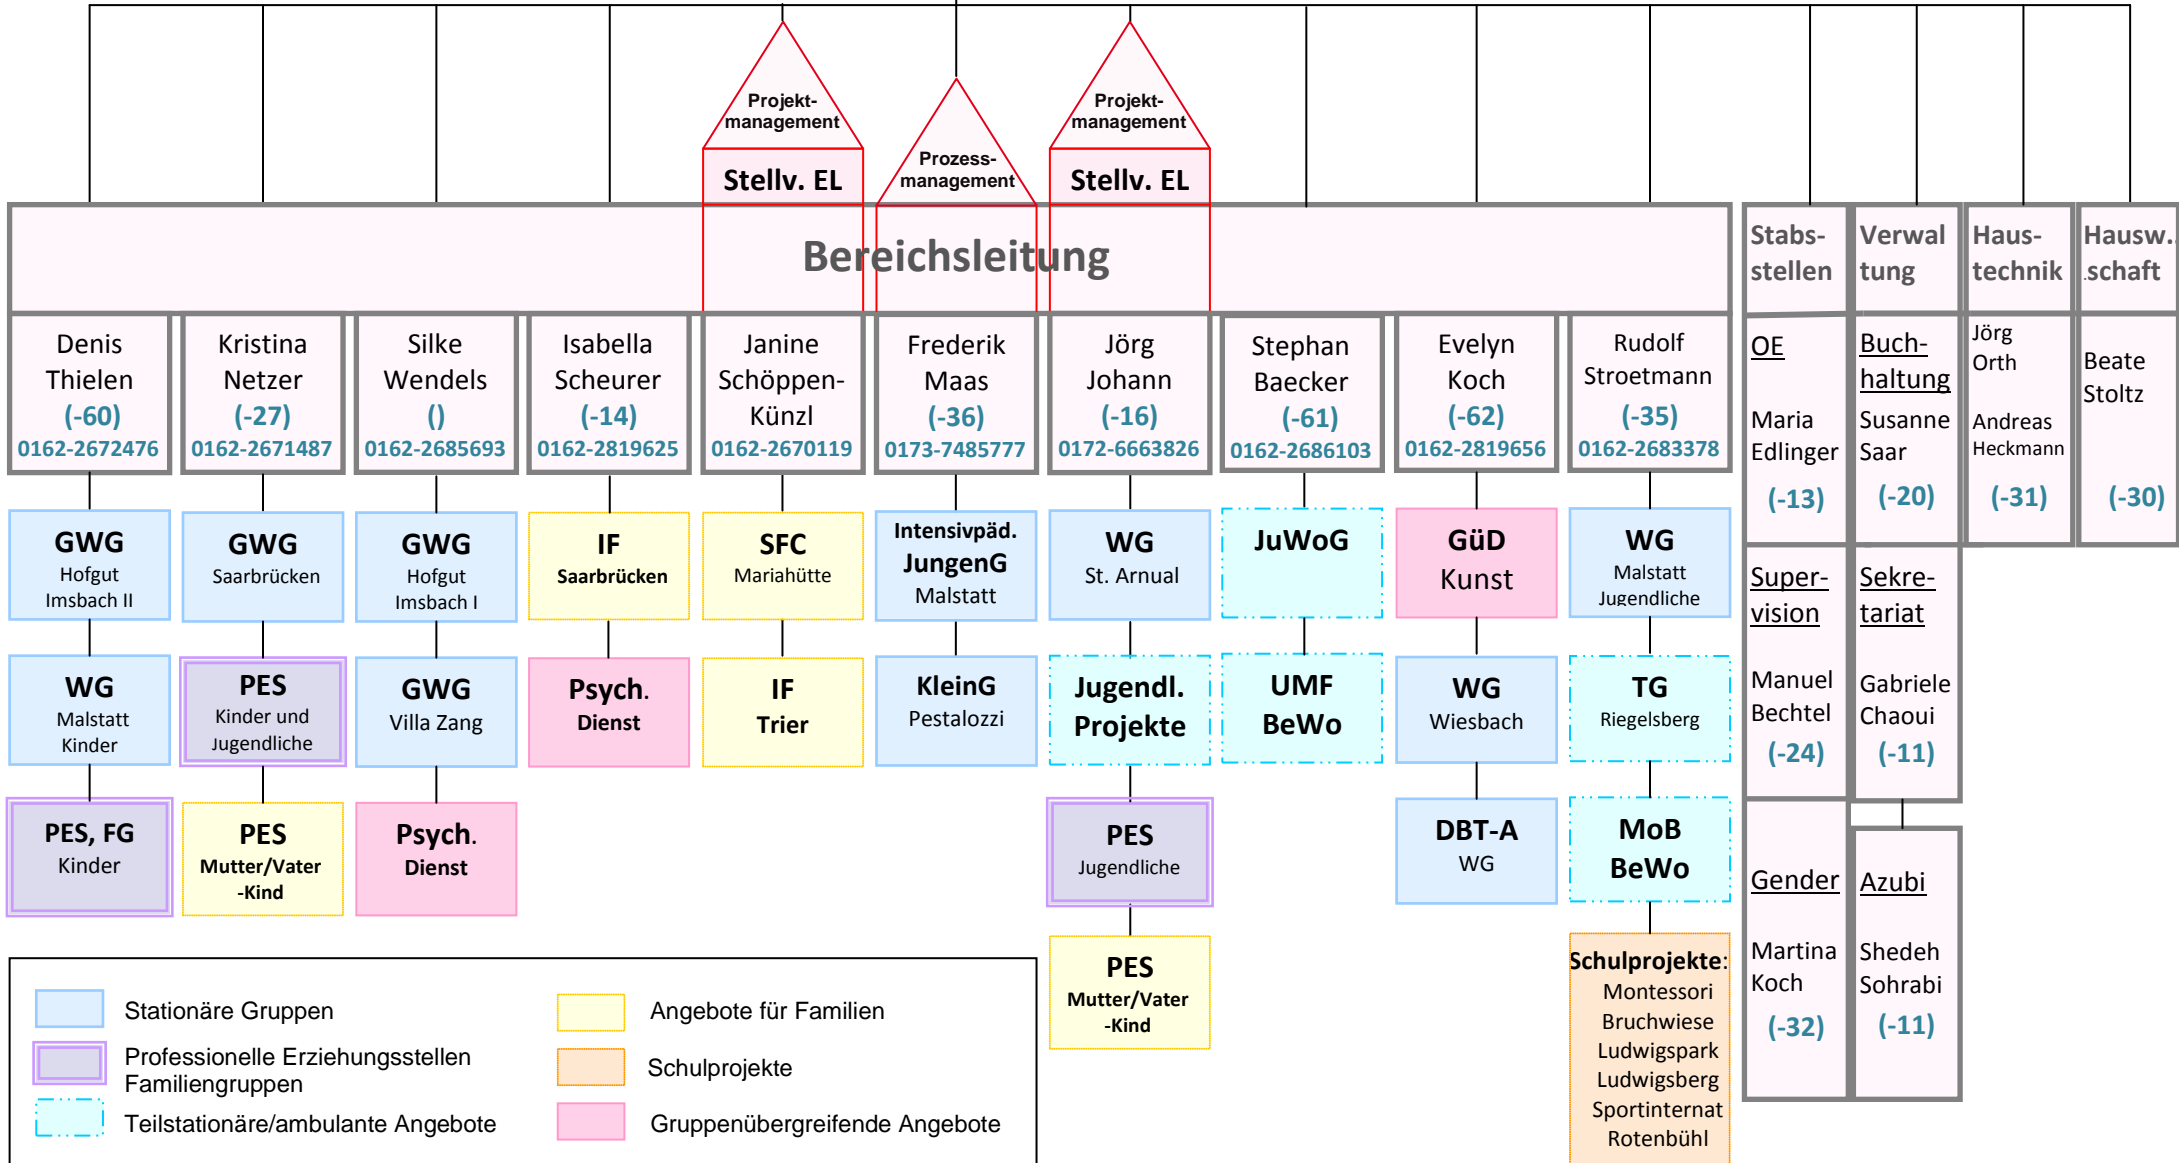 Projekt-
management
Stellv. EL
Prozess-
management
Projekt-
management
Stellv. EL
Bereichsleitung
Stabs-
stellen
Verwal
tung
Haus-
technik
Hausw..
.schaft
Denis
Thielen
(-60)
0162-2672476
Kristina
Netzer
(-27)
0162-2671487
Silke
Wendels
()
0162-2685693
Isabella
Scheurer
(-14)
0162-2819625
Janine
Schöppen-
Künzl
0162-2670119
Frederik
Maas
(-36)
0173-7485777
Jörg
Johann
(-16)
0172-6663826
Stephan
Baecker
(-61)
0162-2686103
Evelyn
Koch
(-62)
0162-2819656
Rudolf
Stroetmann
(-35)
0162-2683378
OE
Maria
Edlinger
(-13)
Buch-
haltung
Susanne
Saar
(-20)
Jörg
Orth
Andreas
Heckmann
(-31)
Beate
Stoltz
(-30)
GWG
Hofgut
Imsbach II
GWG
Saarbrücken
GWG
Hofgut
Imsbach I
IF
Saarbrücken
SFC
Mariahütte
Intensivpäd.
JungenG
Malstatt
WG
St. Arnual
JuWoG
GüD
Kunst
WG
Malstatt
Jugendliche
Super-
vision
Manuel
Bechtel
(-24)
Sekre-
tariat
Gabriele
Chaoui
(-11)
WG
Malstatt
Kinder
PES
Kinder und
Jugendliche
GWG
Villa Zang
Psych.
Dienst
IF
Trier
KleinG
Pestalozzi
Jugendl.
Projekte
UMF
BeWo
WG
Wiesbach
TG
Riegelsberg
PES, FG
Kinder
PES
Mutter/Vater
-Kind
Psych.
Dienst
PES
Jugendliche
DBT-A
WG
MoB
BeWo
Gender
Martina
Koch
(-32)
Azubi
Shedeh
Sohrabi
(-11)
PES
Mutter/Vater
-Kind
Schulprojekte:
Montessori
Bruchwiese
Ludwigspark
Ludwigsberg
Sportinternat
Rotenbühl
Stationäre Gruppen
Professionelle Erziehungsstellen
Familiengruppen
Teilstationäre/ambulante Angebote
Angebote für Familien
Schulprojekte
Gruppenübergreifende Angebote